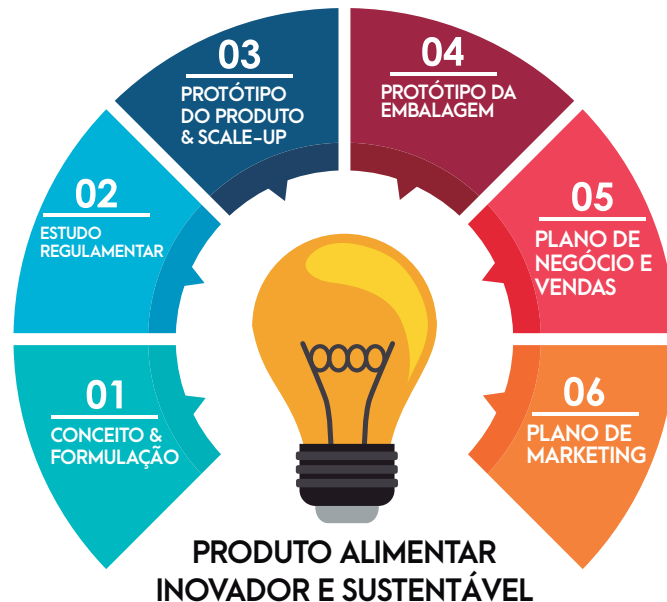 01
CONCEITO &
FORMULAÇÃO
02
ESTUDO
REGULAMENTAR
03
PROTÓTIPO
DO PRODUTO
& SCALE-UP
04
PROTÓTIPO DA
EMBALAGEM
05
PLANO DE
NEGÓCIO E
VENDAS
06
PLANO DE
MARKETING
PRODUTO ALIMENTAR
INOVADOR E SUSTENTÁVEL